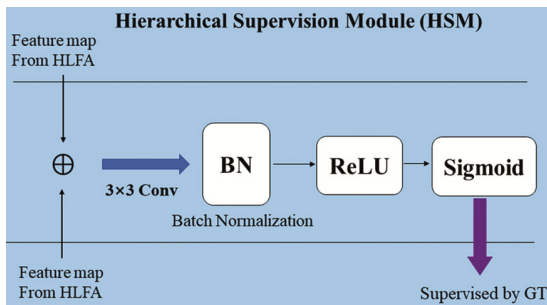 Hierarchical Supervision Module (HSM)
Feature map
From HLFA
3×3 Conv
BN
ReLU
Sigmoid
Batch Normalization
Feature map
From HLFA
Supervised by GT